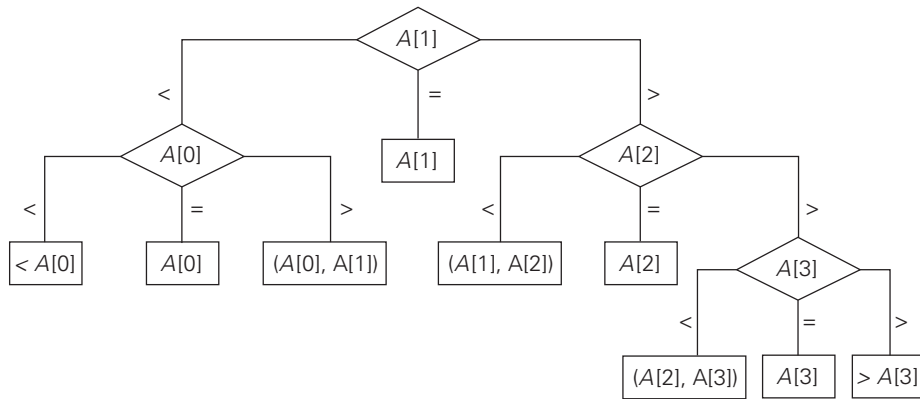 A[1]
< = >
A[0] A[1] A[2]
< = > < = >
< A[0] A[0] (A[0], A[1]) (A[1], A[2]) A[2] A[3]
< = >
(A[2], A[3]) A[3] > A[3]